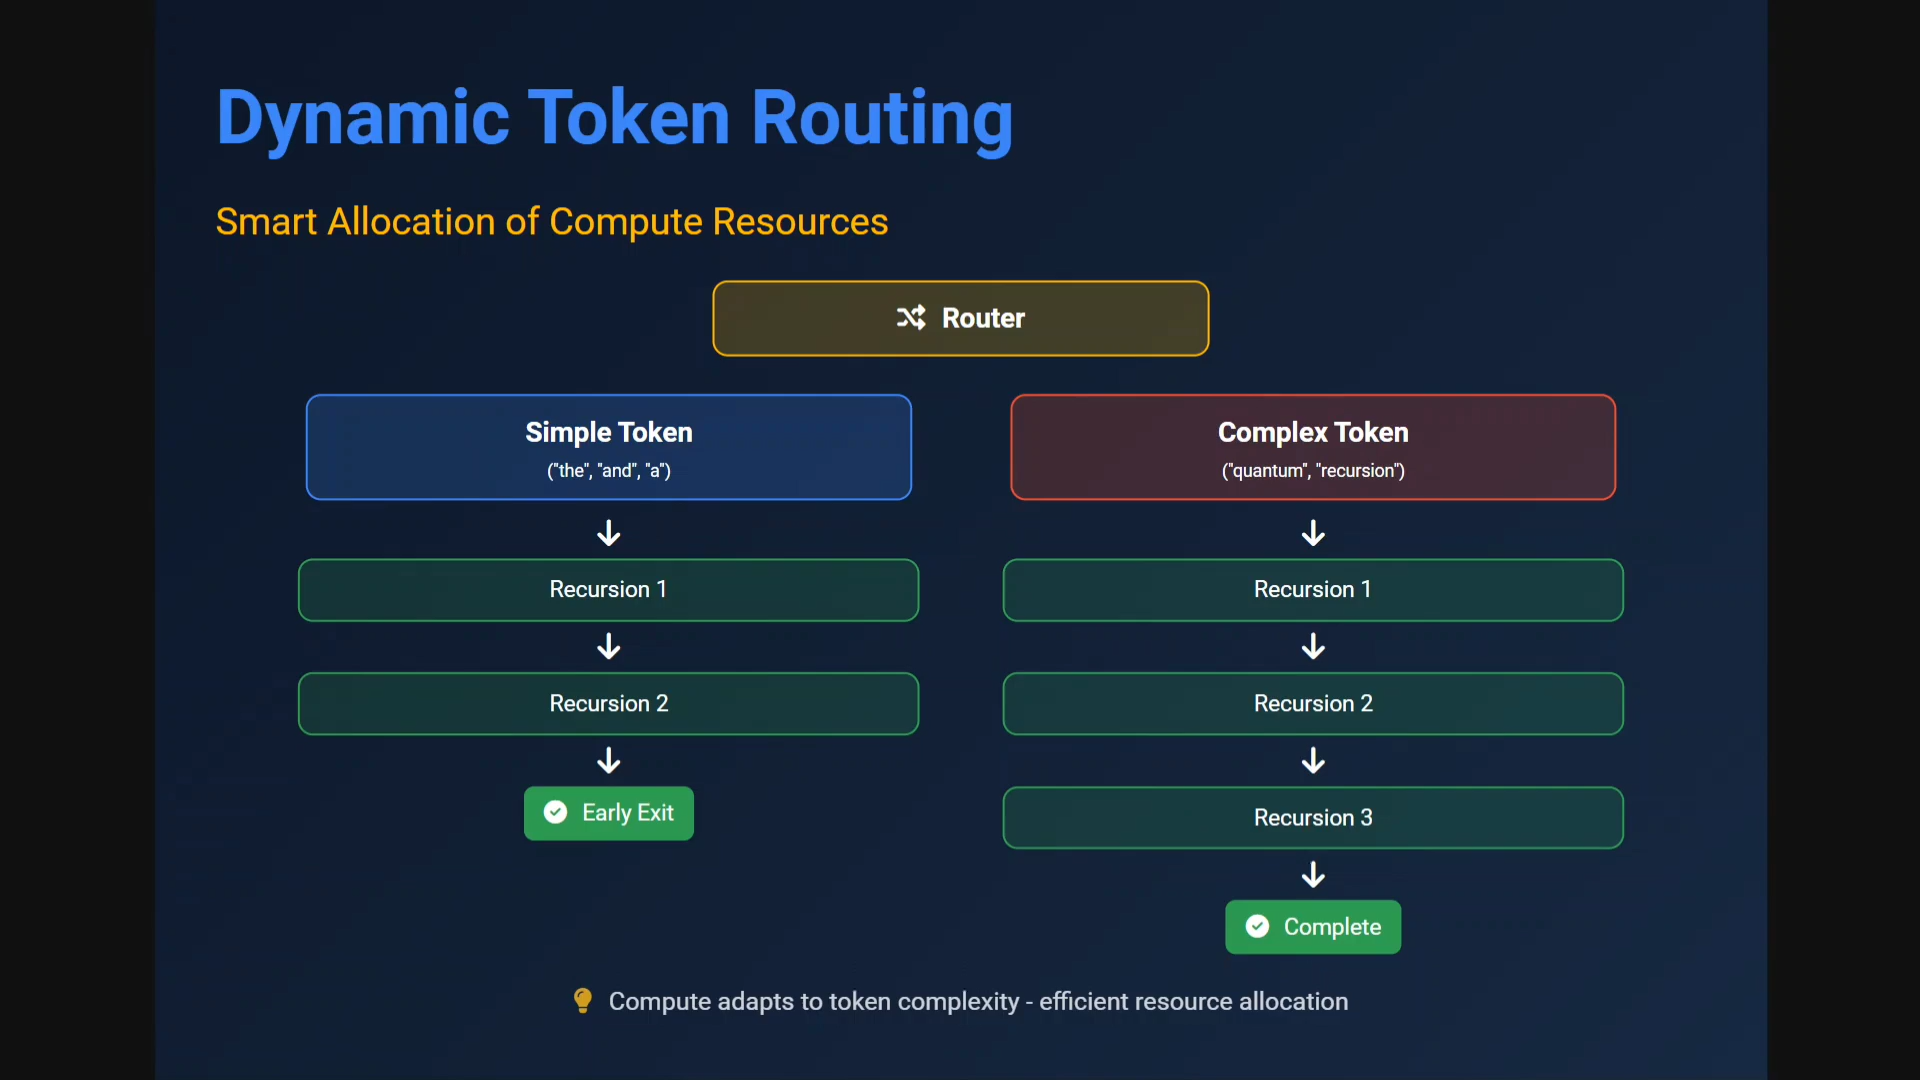 Dynamic Token Routing
Smart Allocation of Compute Resources
Router
Simple Token
("the", "and", "a")
Recursion 1
Recursion 2
Early Exit
Complex Token
("quantum", "recursion")
Recursion 1
Recursion 2
Recursion 3
Complete
Compute adapts to token complexity - efficient resource allocation